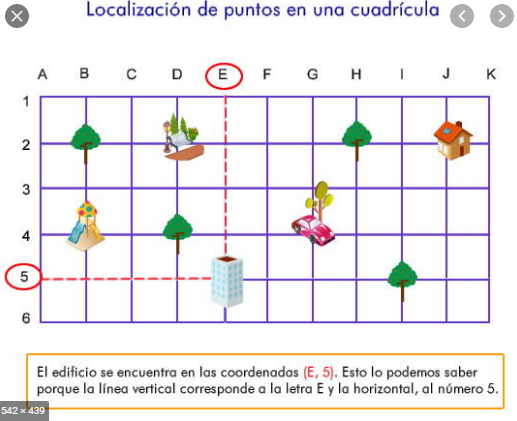 Localización de puntos en una cuadrícula
A B C D E F G H I J K
1
2
3
4
5
6
El edificio se encuentra en las coordenadas (E, 5). Esto lo podemos saber
porque la línea vertical corresponde a la letra E y la horizontal, al número 5.
542 × 439